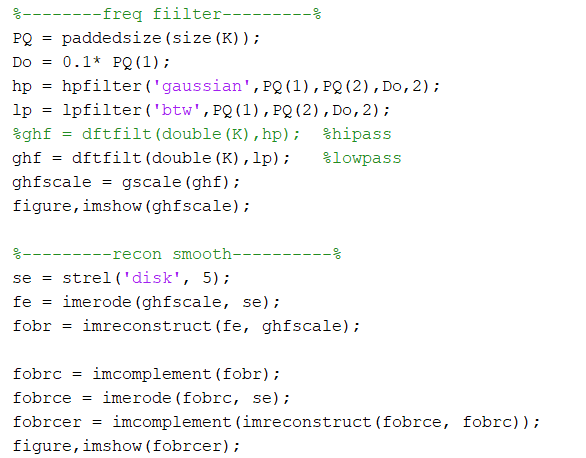 %--------freq fiilter---------%
PQ = paddedsize(size(K));
Do = 0.1* PQ(1);
hp = hpfilter('gaussian',PQ(1),PQ(2),Do,2);
lp = lpfilter('btw',PQ(1),PQ(2),Do,2);
%ghf = dftfilt(double(K),hp);  %hipass
ghf = dftfilt(double(K),lp);   %lowpass
ghfscale = gscale(ghf);
figure,imshow(ghfscale);
%---------recon smooth----------%
se = strel('disk', 5);
fe = imerode(ghfscale, se);
fobr = imreconstruct(fe, ghfscale);
fobrc = imcomplement(fobr);
fobrce = imerode(fobrc, se);
fobrcer = imcomplement(imreconstruct(fobrce, fobrc));
figure,imshow(fobrcer);